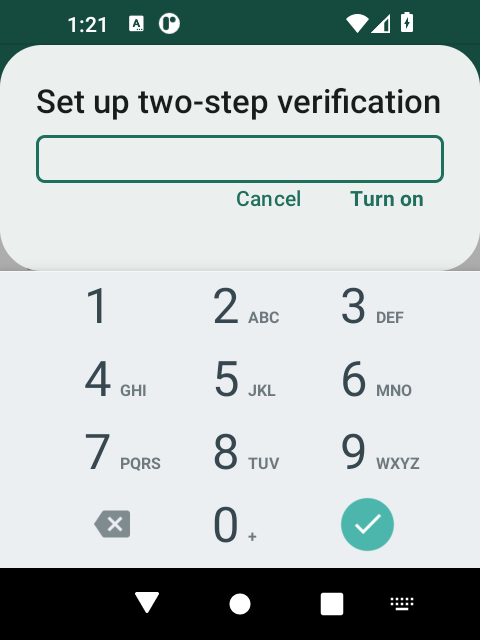 1:21
Set up two-step verification
Cancel Turn on
1 2 ABC 3 DEF
4 GHI 5 JKL 6 MNO
7 PQRS 8 TUV 9 WXYZ
0 +